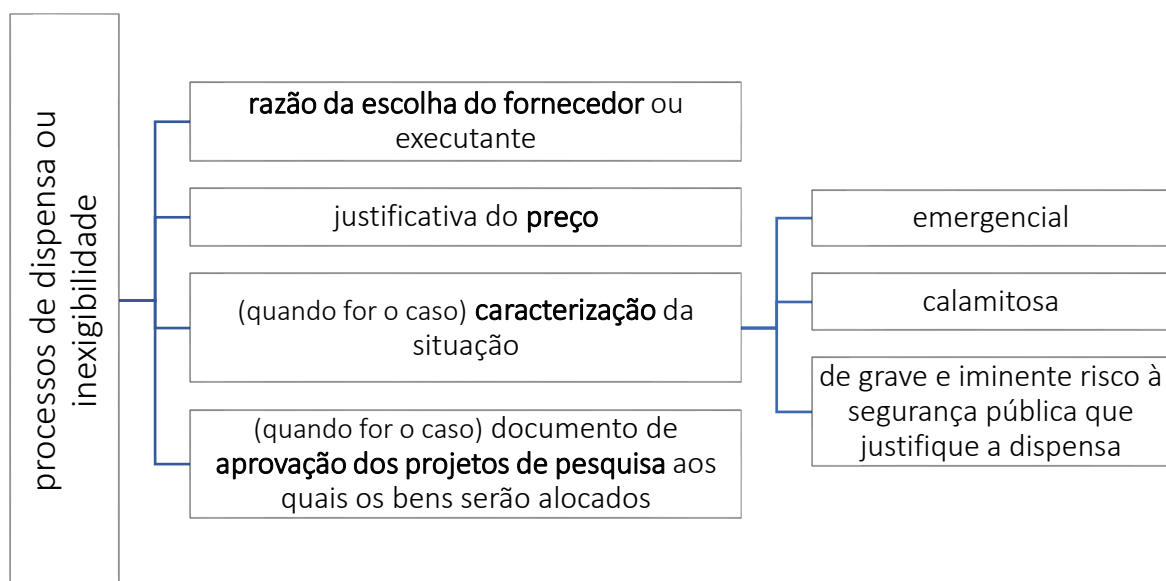 processos de dispensa ou
inexigibilidade
razão da escolha do fornecedor ou
executante
justificativa do preço
(quando for o caso) caracterização da
situação
(quando for o caso) documento de
aprovação dos projetos de pesquisa aos
quais os bens serão alocados
emergencial
calamitosa
de grave e iminente risco à
segurança pública que
justifique a dispensa